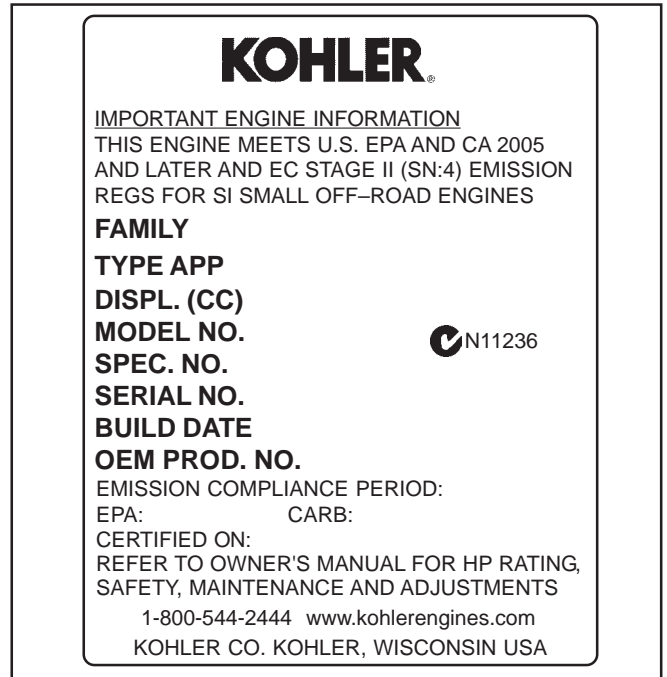 KOHLER®
IMPORTANT ENGINE INFORMATION
THIS ENGINE MEETS U.S. EPA AND CA 2005
AND LATER AND EC STAGE II (SN:4) EMISSION
REGS FOR SI SMALL OFF–ROAD ENGINES
FAMILY
TYPE APP
DISPL. (CC)
MODEL NO.
N11236
SPEC. NO.
SERIAL NO.
BUILD DATE
OEM PROD. NO.
EMISSION COMPLIANCE PERIOD:
EPA: CARB:
CERTIFIED ON:
REFER TO OWNER'S MANUAL FOR HP RATING,
SAFETY, MAINTENANCE AND ADJUSTMENTS
1-800-544-2444 www.kohlerengines.com
KOHLER CO. KOHLER, WISCONSIN USA